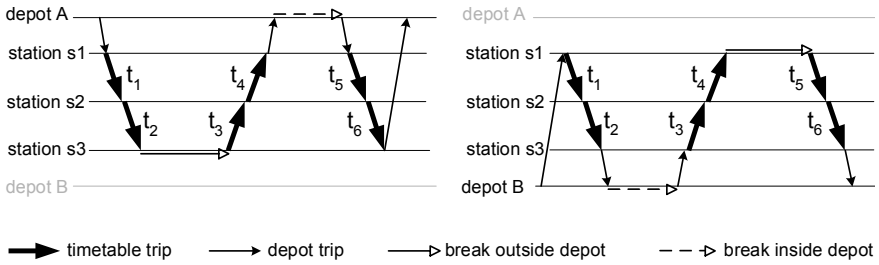 depot A
station s1
station s2
station s3
depot B
t1
t2
t3
t4
t5
t6
depot A
station s1
station s2
station s3
depot B
t1
t2
t3
t4
t5
t6
timetable trip
depot trip
break outside depot
break inside depot